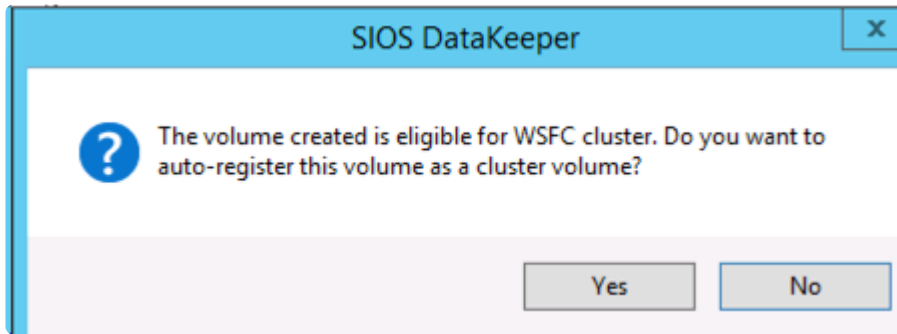 SIOS DataKeeper
x
The volume created is eligible for WSFC cluster. Do you want to
auto-register this volume as a cluster volume?
Yes
No